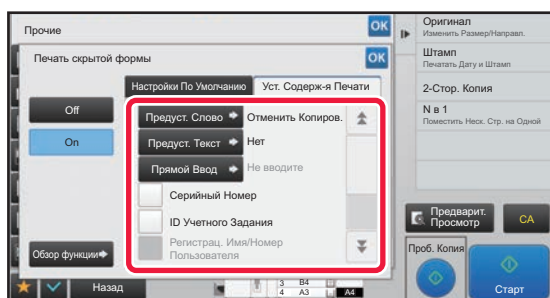 Прочие
OK
Печать скрытой формы
OK
Настройки По Умолчанию
Уст. Содерж-я Печати
Off
On
Предуст. Слово
Отменить Копиров.
Предуст. Текст
Нет
Прямой Ввод
Не вводите
Серийный Номер
ID Учетного Задания
Регистрац. Имя/Номер
Пользователя
Обзор функции
Назад
3 B4
4 A3
A4
Оригинал
Изменить Размер/Направл.
Штамп
Печатать Дату и Штамп
2-Стор. Копия
N в 1
Поместить Неск. Стр. на Одной
Предварит.
Просмотр
CA
Проб. Копия
Старт